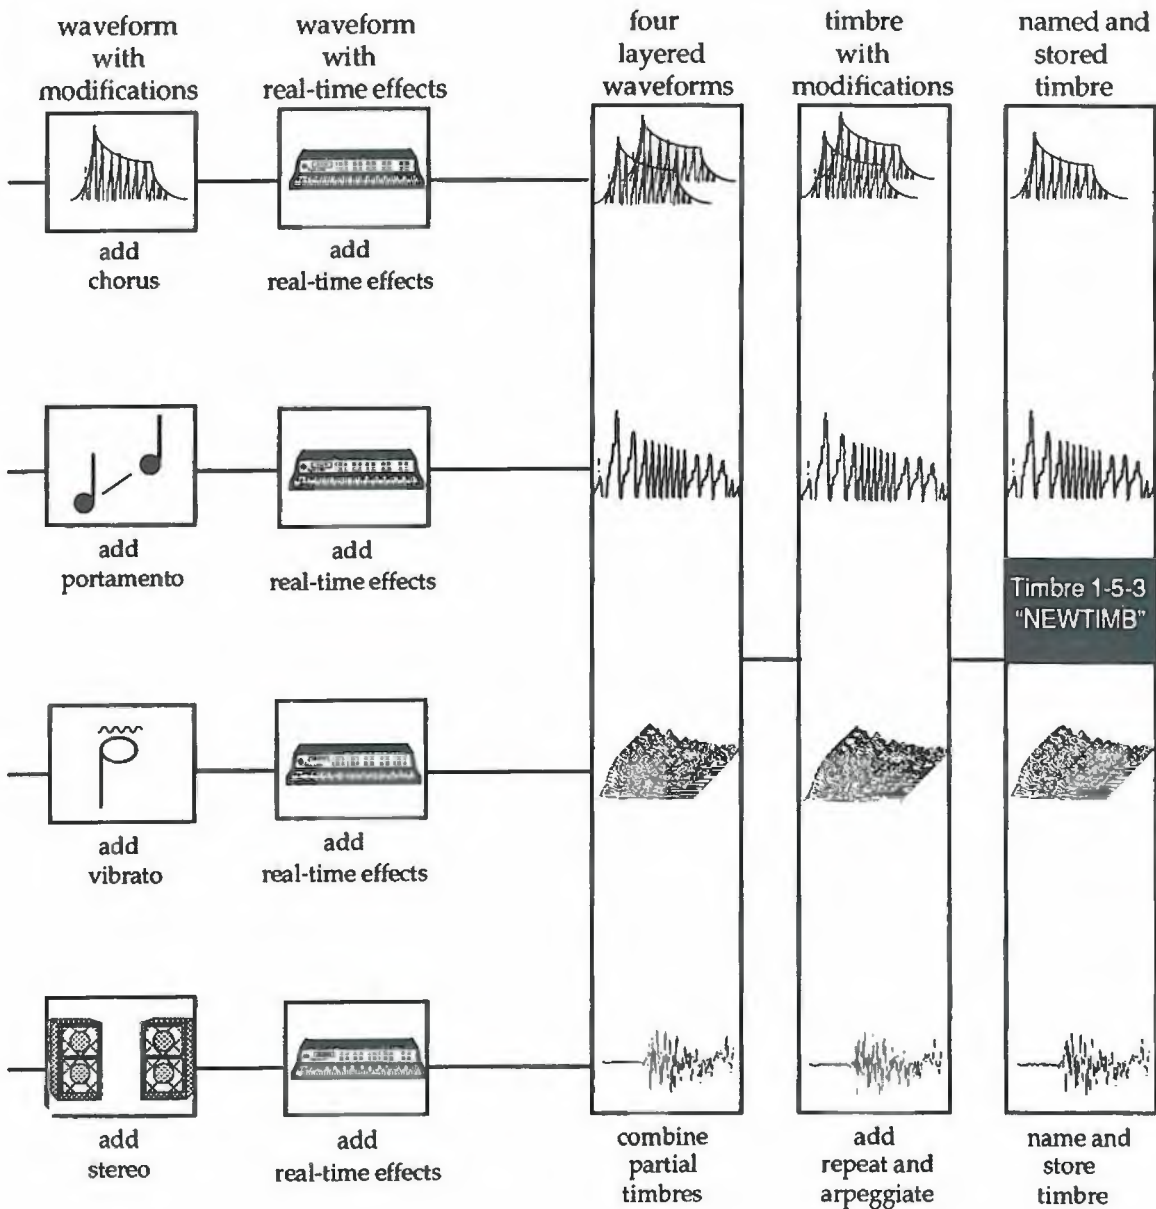 waveform
with
modifications
waveform
with
real-time effects
four
layered
waveforms
timbre
with
modifications
named and
stored
timbre
add
chorus
add
real-time effects
add
portamento
add
real-time effects
Timbre 1-5-3
"NEWTIMB"
add
vibrato
add
real-time effects
add
stereo
add
real-time effects
combine
partial
timbres
add
repeat and
arpeggiate
name and
store
timbre